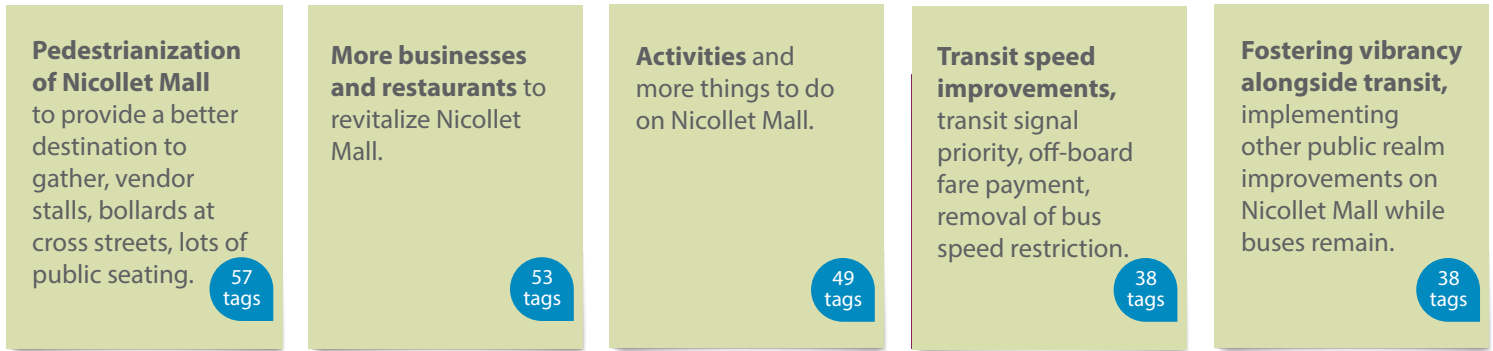 Pedestrianization
of Nicollet Mall
to provide a better
destination to
gather, vendor
stalls, bollards at
cross streets, lots of
public seating.
57
tags
More businesses
and restaurants to
revitalize Nicollet
Mall.
53
tags
Activities and
more things to do
on Nicollet Mall.
49
tags
Transit speed
improvements,
transit signal
priority, off-board
fare payment,
removal of bus
speed restriction.
38
tags
Fostering vibrancy
alongside transit,
implementing
other public realm
improvements on
Nicollet Mall while
buses remain.
38
tags